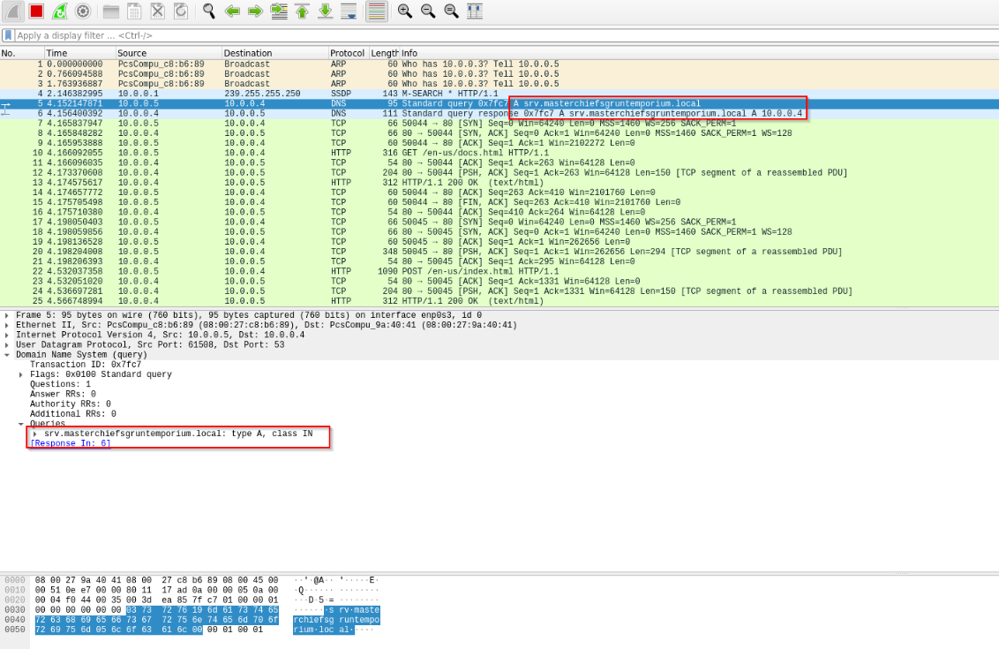 Apply a display filter ... <Ctrl-/>
No. Time Source Destination Protocol Length Info
1 0.000000000 PcsCompu_c8:b6:89 Broadcast ARP 60 Who has 10.0.0.3? Tell 10.0.0.5
2 0.766094588 PcsCompu_c8:b6:89 Broadcast ARP 60 Who has 10.0.0.3? Tell 10.0.0.5
3 1.763936887 PcsCompu_c8:b6:89 Broadcast ARP 60 Who has 10.0.0.3? Tell 10.0.0.5
4 2.146382995 10.0.0.1 239.255.255.250 SSDP 143 M-SEARCH * HTTP/1.1
5 4.152147871 10.0.0.5 10.0.0.4 DNS 95 Standard query 0x7fc7 A srv.masterchiefsgruntemporium.local
6 4.156400392 10.0.0.4 10.0.0.5 DNS 111 Standard query response 0x7fc7 A srv.masterchiefsgruntemporium.local A 10.0.0.4
7 4.165837947 10.0.0.5 10.0.0.4 TCP 66 50044 → 80 [SYN] Seq=0 Win=64240 Len=0 MSS=1460 WS=256 SACK_PERM=1
8 4.165848282 10.0.0.4 10.0.0.5 TCP 66 80 → 50044 [SYN, ACK] Seq=0 Ack=1 Win=64240 Len=0 MSS=1460 SACK_PERM=1 WS=128
9 4.165953888 10.0.0.5 10.0.0.4 TCP 60 50044 → 80 [ACK] Seq=1 Ack=1 Win=2102272 Len=0
10 4.166092055 10.0.0.5 10.0.0.4 HTTP 316 GET /en-us/docs.html HTTP/1.1
11 4.166096035 10.0.0.4 10.0.0.5 TCP 54 80 → 50044 [ACK] Seq=1 Ack=263 Win=64128 Len=0
12 4.173370608 10.0.0.4 10.0.0.5 TCP 204 80 → 50044 [PSH, ACK] Seq=1 Ack=263 Win=64128 Len=150 [TCP segment of a reassembled PDU]
13 4.174575617 10.0.0.4 10.0.0.5 HTTP 312 HTTP/1.1 200 OK (text/html)
14 4.174657772 10.0.0.5 10.0.0.4 TCP 60 50044 → 80 [ACK] Seq=263 Ack=410 Win=2101760 Len=0
15 4.175705498 10.0.0.5 10.0.0.4 TCP 60 50044 → 80 [FIN, ACK] Seq=263 Ack=410 Win=2101760 Len=0
16 4.175710380 10.0.0.4 10.0.0.5 TCP 54 80 → 50044 [ACK] Seq=410 Ack=264 Win=64128 Len=0
17 4.198050403 10.0.0.5 10.0.0.4 TCP 66 50045 → 80 [SYN] Seq=0 Win=64240 Len=0 MSS=1460 WS=256 SACK_PERM=1
18 4.198059856 10.0.0.4 10.0.0.5 TCP 66 80 → 50045 [SYN, ACK] Seq=0 Ack=1 Win=64240 Len=0 MSS=1460 SACK_PERM=1 WS=128
19 4.198136528 10.0.0.5 10.0.0.4 TCP 60 50045 → 80 [ACK] Seq=1 Ack=1 Win=262656 Len=0
20 4.198204008 10.0.0.5 10.0.0.4 TCP 348 50045 → 80 [PSH, ACK] Seq=1 Ack=1 Win=262656 Len=294 [TCP segment of a reassembled PDU]
21 4.198206393 10.0.0.4 10.0.0.5 TCP 54 80 → 50045 [ACK] Seq=1 Ack=295 Win=64128 Len=0
22 4.532037358 10.0.0.5 10.0.0.4 HTTP 1090 POST /en-us/index.html HTTP/1.1
23 4.532051020 10.0.0.4 10.0.0.5 TCP 54 80 → 50045 [ACK] Seq=1 Ack=1331 Win=64128 Len=0
24 4.536697281 10.0.0.4 10.0.0.5 TCP 204 80 → 50045 [PSH, ACK] Seq=1 Ack=1331 Win=64128 Len=150 [TCP segment of a reassembled PDU]
25 4.566748994 10.0.0.4 10.0.0.5 HTTP 312 HTTP/1.1 200 OK (text/html)
Frame 5: 95 bytes on wire (760 bits), 95 bytes captured (760 bits) on interface enp0s3, id 0
Ethernet II, Src: PcsCompu_c8:b6:89 (08:00:27:c8:b6:89), Dst: PcsCompu_9a:40:41 (08:00:27:9a:40:41)
Internet Protocol Version 4, Src: 10.0.0.5, Dst: 10.0.0.4
User Datagram Protocol, Src Port: 61508, Dst Port: 53
Domain Name System (query)
Transaction ID: 0x7fc7
Flags: 0x0100 Standard query
Questions: 1
Answer RRs: 0
Authority RRs: 0
Additional RRs: 0
Queries
srv.masterchiefsgruntemporium.local: type A, class IN
[Response In: 6]
0000 08 00 27 9a 40 41 08 00 27 c8 b6 89 08 00 45 00 ··'·@A·· '·····E·
0010 00 51 0e e7 00 00 80 11 17 ad 0a 00 00 05 0a 00 ·Q······ ········
0020 00 04 f0 44 00 35 00 3d ea 85 7f c7 01 00 00 01 ···D·5·= ········
0030 00 00 00 00 00 00 03 73 72 76 19 6d 61 73 74 65 ·······s rv·maste
0040 72 63 68 69 65 66 73 67 72 75 6e 74 65 6d 70 6f rchiefsg runtempo
0050 72 69 75 6d 05 6c 6f 63 61 6c 00 00 01 00 01 rium·loc al·····